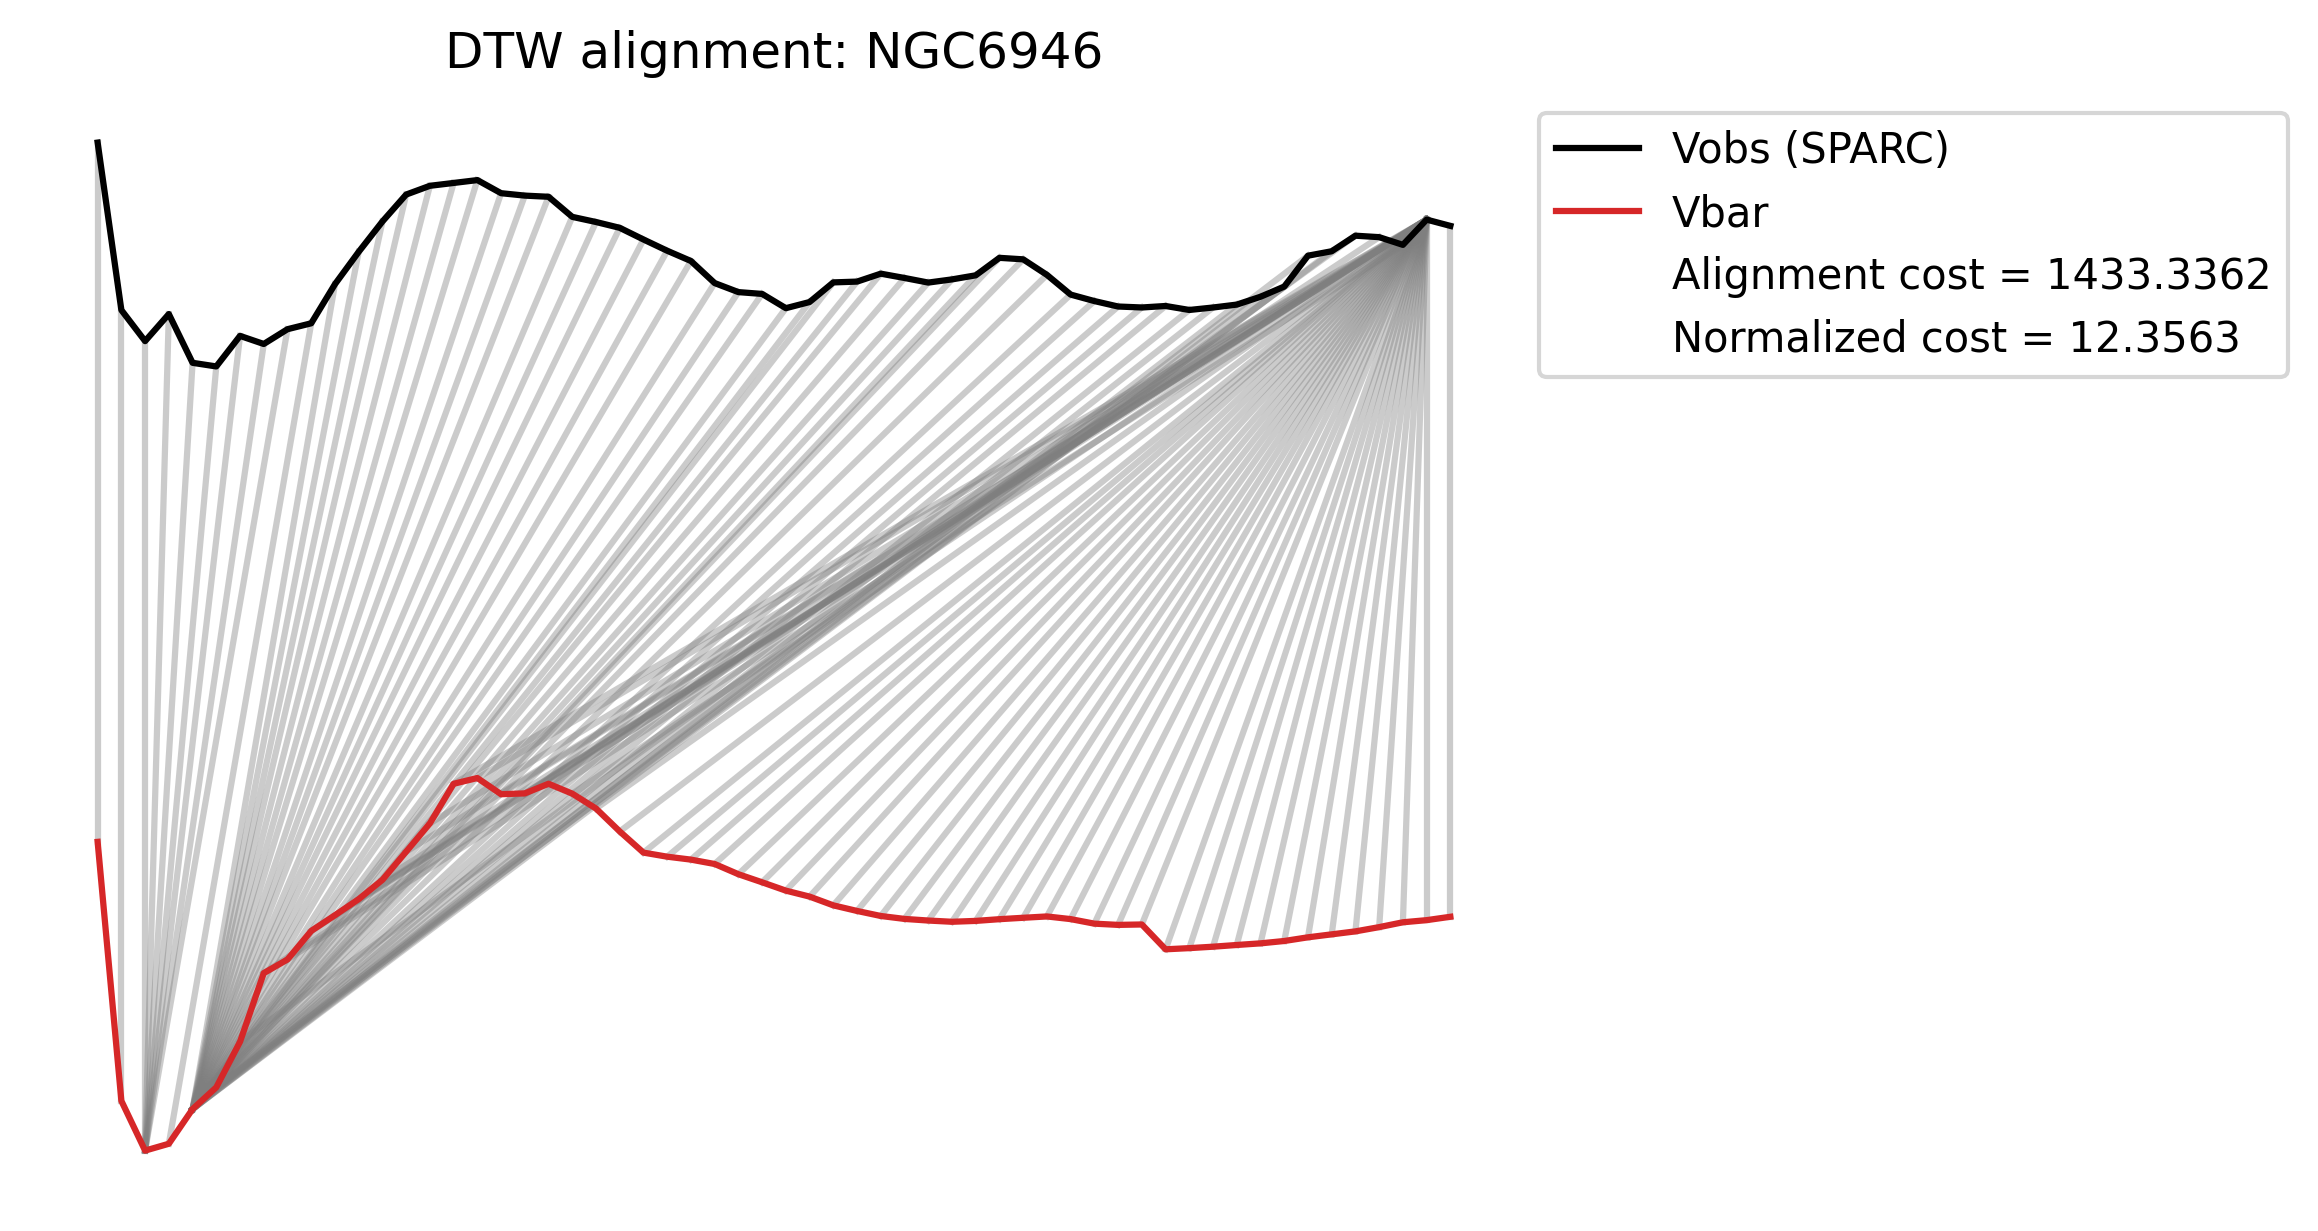 DTW alignment: NGC6946
Vobs (SPARC)
Vbar
Alignment cost = 1433.3362
Normalized cost = 12.3563